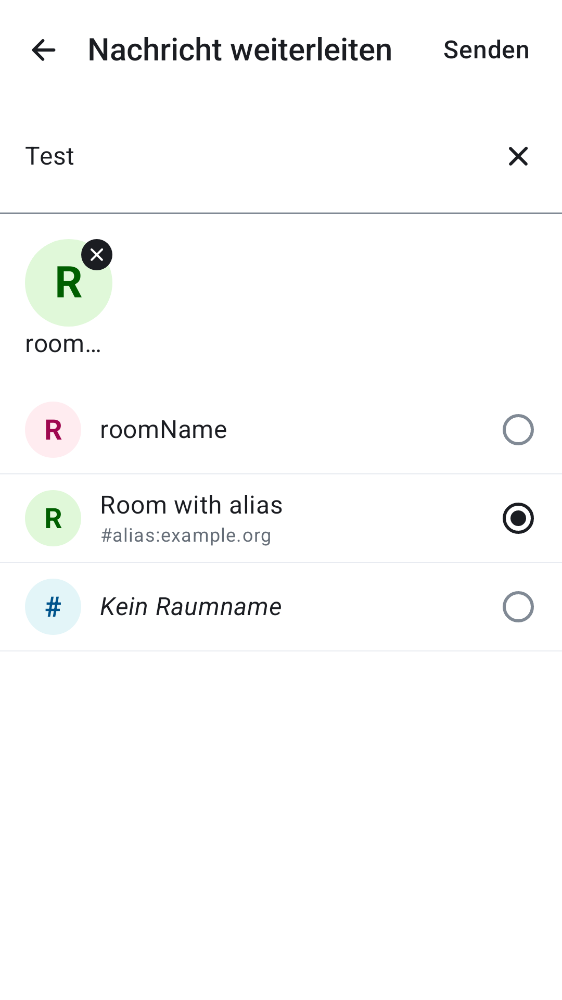 Nachricht weiterleiten
Senden
Test
R
room…
R
roomName
R
Room with alias
#alias:example.org
#
Kein Raumname